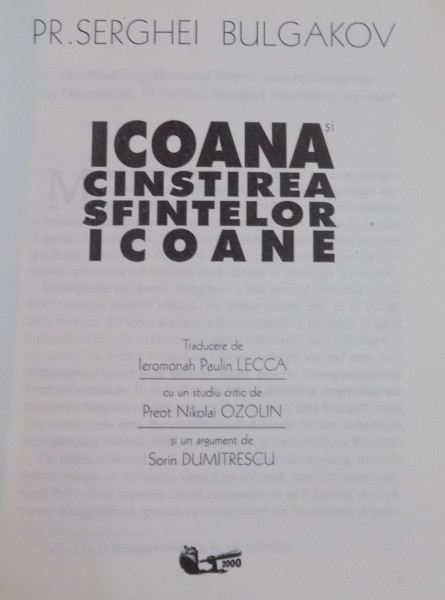 PR. SERGHEI BULGAKOV
ICOANA și
CINSTIREA
SFINTELOR
ICOANE
Traducere de
Ieromonah Paulin LECCA
cu un studiu critic de
Preot Nikolai OZOLIN
și un argument de
Sorin DUMITRESCU
2000
5